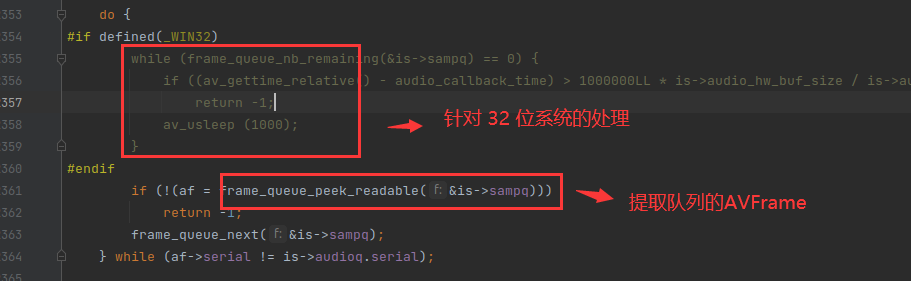 353 do {
354 #if defined(_WIN32)
355 while (frame_queue_nb_remaining(&is->sampq) == 0) {
356 if ((av_gettime_relative() - audio_callback_time) > 1000000LL * is->audio_hw_buf_size / is->au
357 return -1;
358 av_usleep (1000);
359 }
360 #endif
361 if (!(af = frame_queue_peek_readable( f: &is->sampq)))
362 return -1;
363 frame_queue_next( f: &is->sampq);
364 } while (af->serial != is->audioq.serial);
365
针对 32 位系统的处理
提取队列的AVFrame